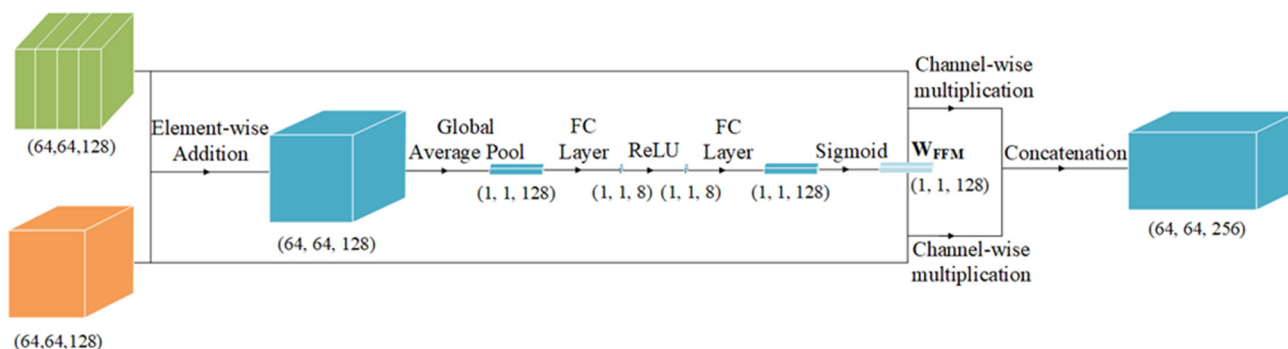 (64,64,128)
(64,64,128)
Element-wise
Addition
(64, 64, 128)
Global
Average Pool
(1, 1, 128)
FC
Layer
(1, 1, 8)
ReLU
(1, 1, 8)
FC
Layer
(1, 1, 128)
Sigmoid
Channel-wise
multiplication
WFFM
(1, 1, 128)
Channel-wise
multiplication
Concatenation
(64, 64, 256)